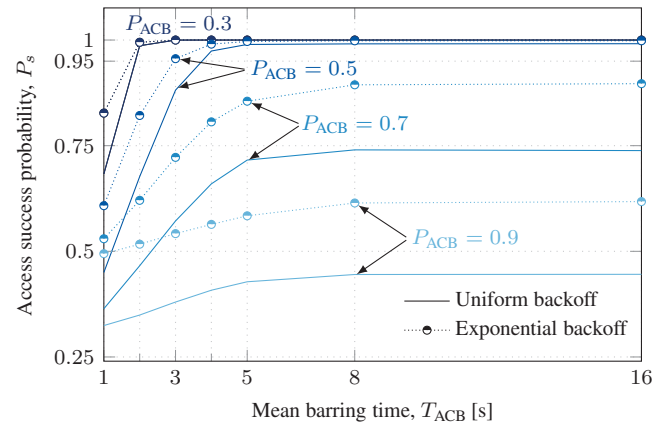 P_ACB = 0.3
1
0.95
P_ACB = 0.5
0.75
P_ACB = 0.7
0.5
P_ACB = 0.9
Uniform backoff
Exponential backoff
0.25
1
3
5
8
16
Mean barring time, T_ACB [s]
Access success probability, P_s